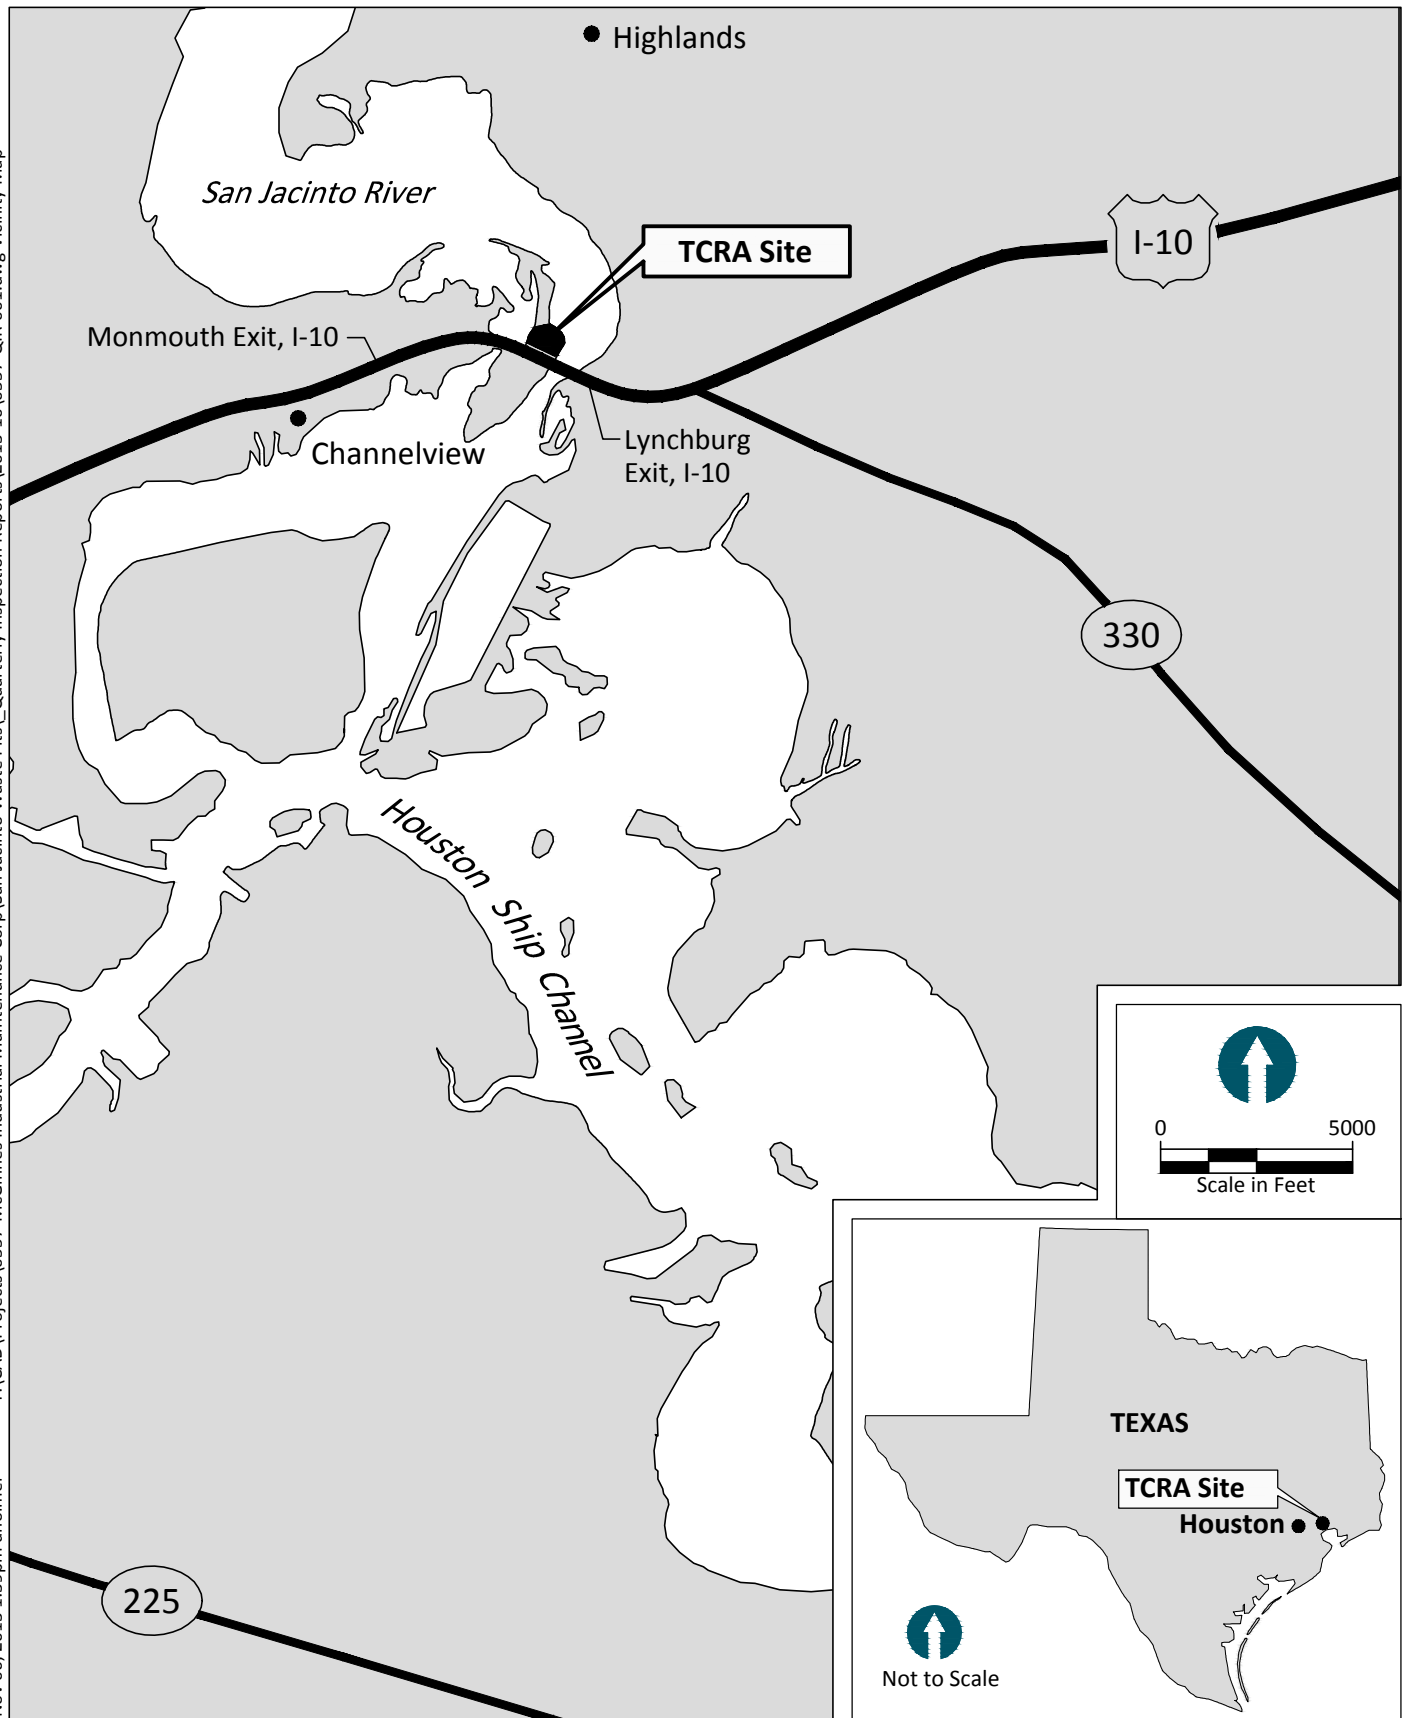 Highlands
San Jacinto River
TCRA Site
I-10
Monmouth Exit, I-10
Channelview
Lynchburg
Exit, I-10
330
Houston Ship Channel
0 5000
Scale in Feet
TEXAS
TCRA Site
Houston
225
Not to Scale